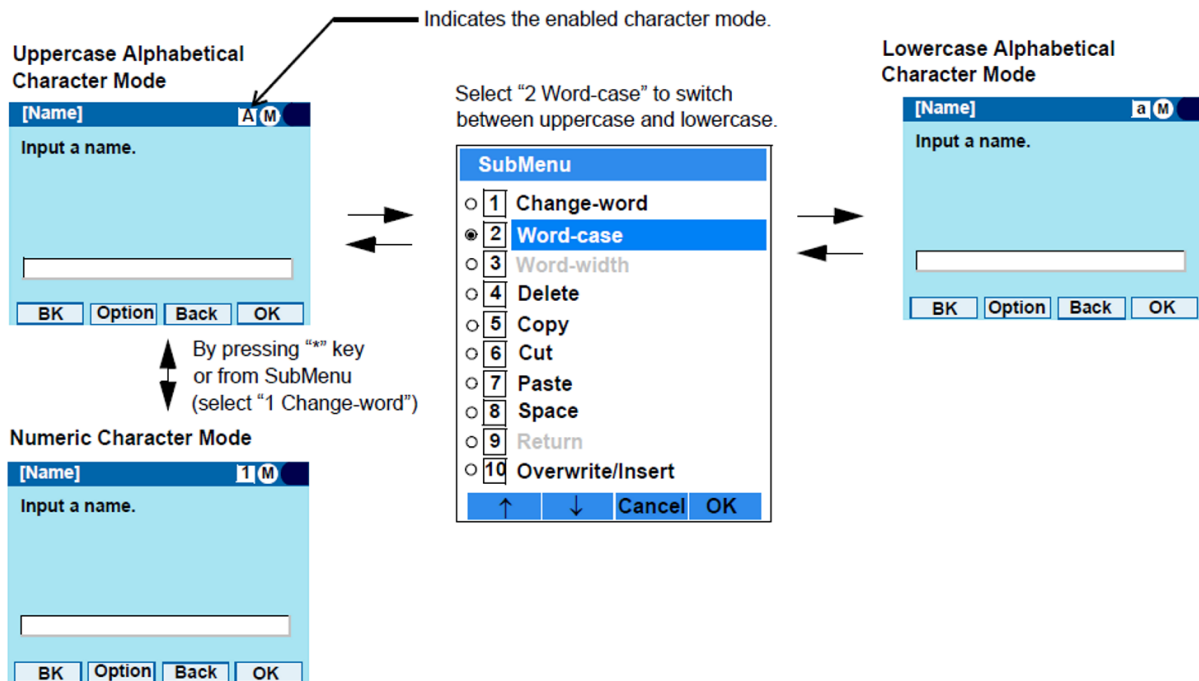 Indicates the enabled character mode.
Uppercase Alphabetical
Character Mode
[Name] A M
Input a name.
BK Option Back OK
By pressing “*” key
or from SubMenu
(select “1 Change-word”)
Numeric Character Mode
[Name] 1 M
Input a name.
BK Option Back OK
Select “2 Word-case” to switch
between uppercase and lowercase.
SubMenu
1 Change-word
2 Word-case
3 Word-width
4 Delete
5 Copy
6 Cut
7 Paste
8 Space
9 Return
10 Overwrite/Insert
↑ ↓ Cancel OK
Lowercase Alphabetical
Character Mode
[Name] a M
Input a name.
BK Option Back OK